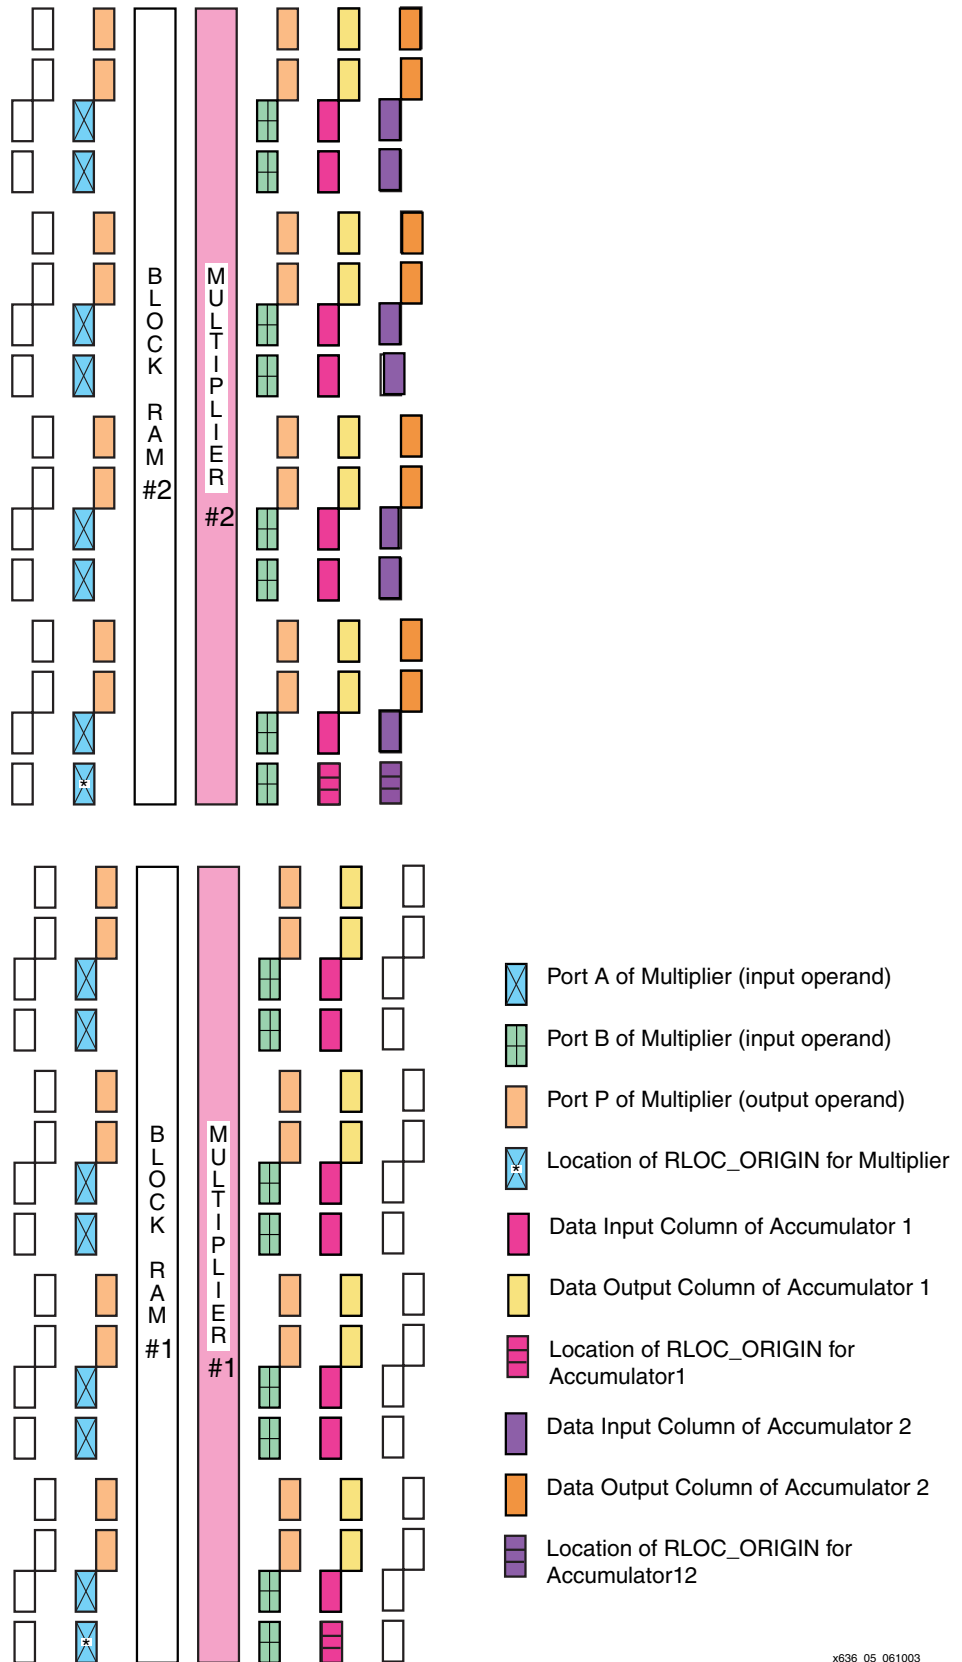 BLOCK RAM
#2
MULTIPLIER
#2
BLOCK RAM
#1
MULTIPLIER
#1
Port A of Multiplier (input operand)
Port B of Multiplier (input operand)
Port P of Multiplier (output operand)
*
Location of RLOC_ORIGIN for Multiplier
Data Input Column of Accumulator 1
Data Output Column of Accumulator 1
Location of RLOC_ORIGIN for
Accumulator1
Data Input Column of Accumulator 2
Data Output Column of Accumulator 2
Location of RLOC_ORIGIN for
Accumulator12
*
*
x636_05_061003